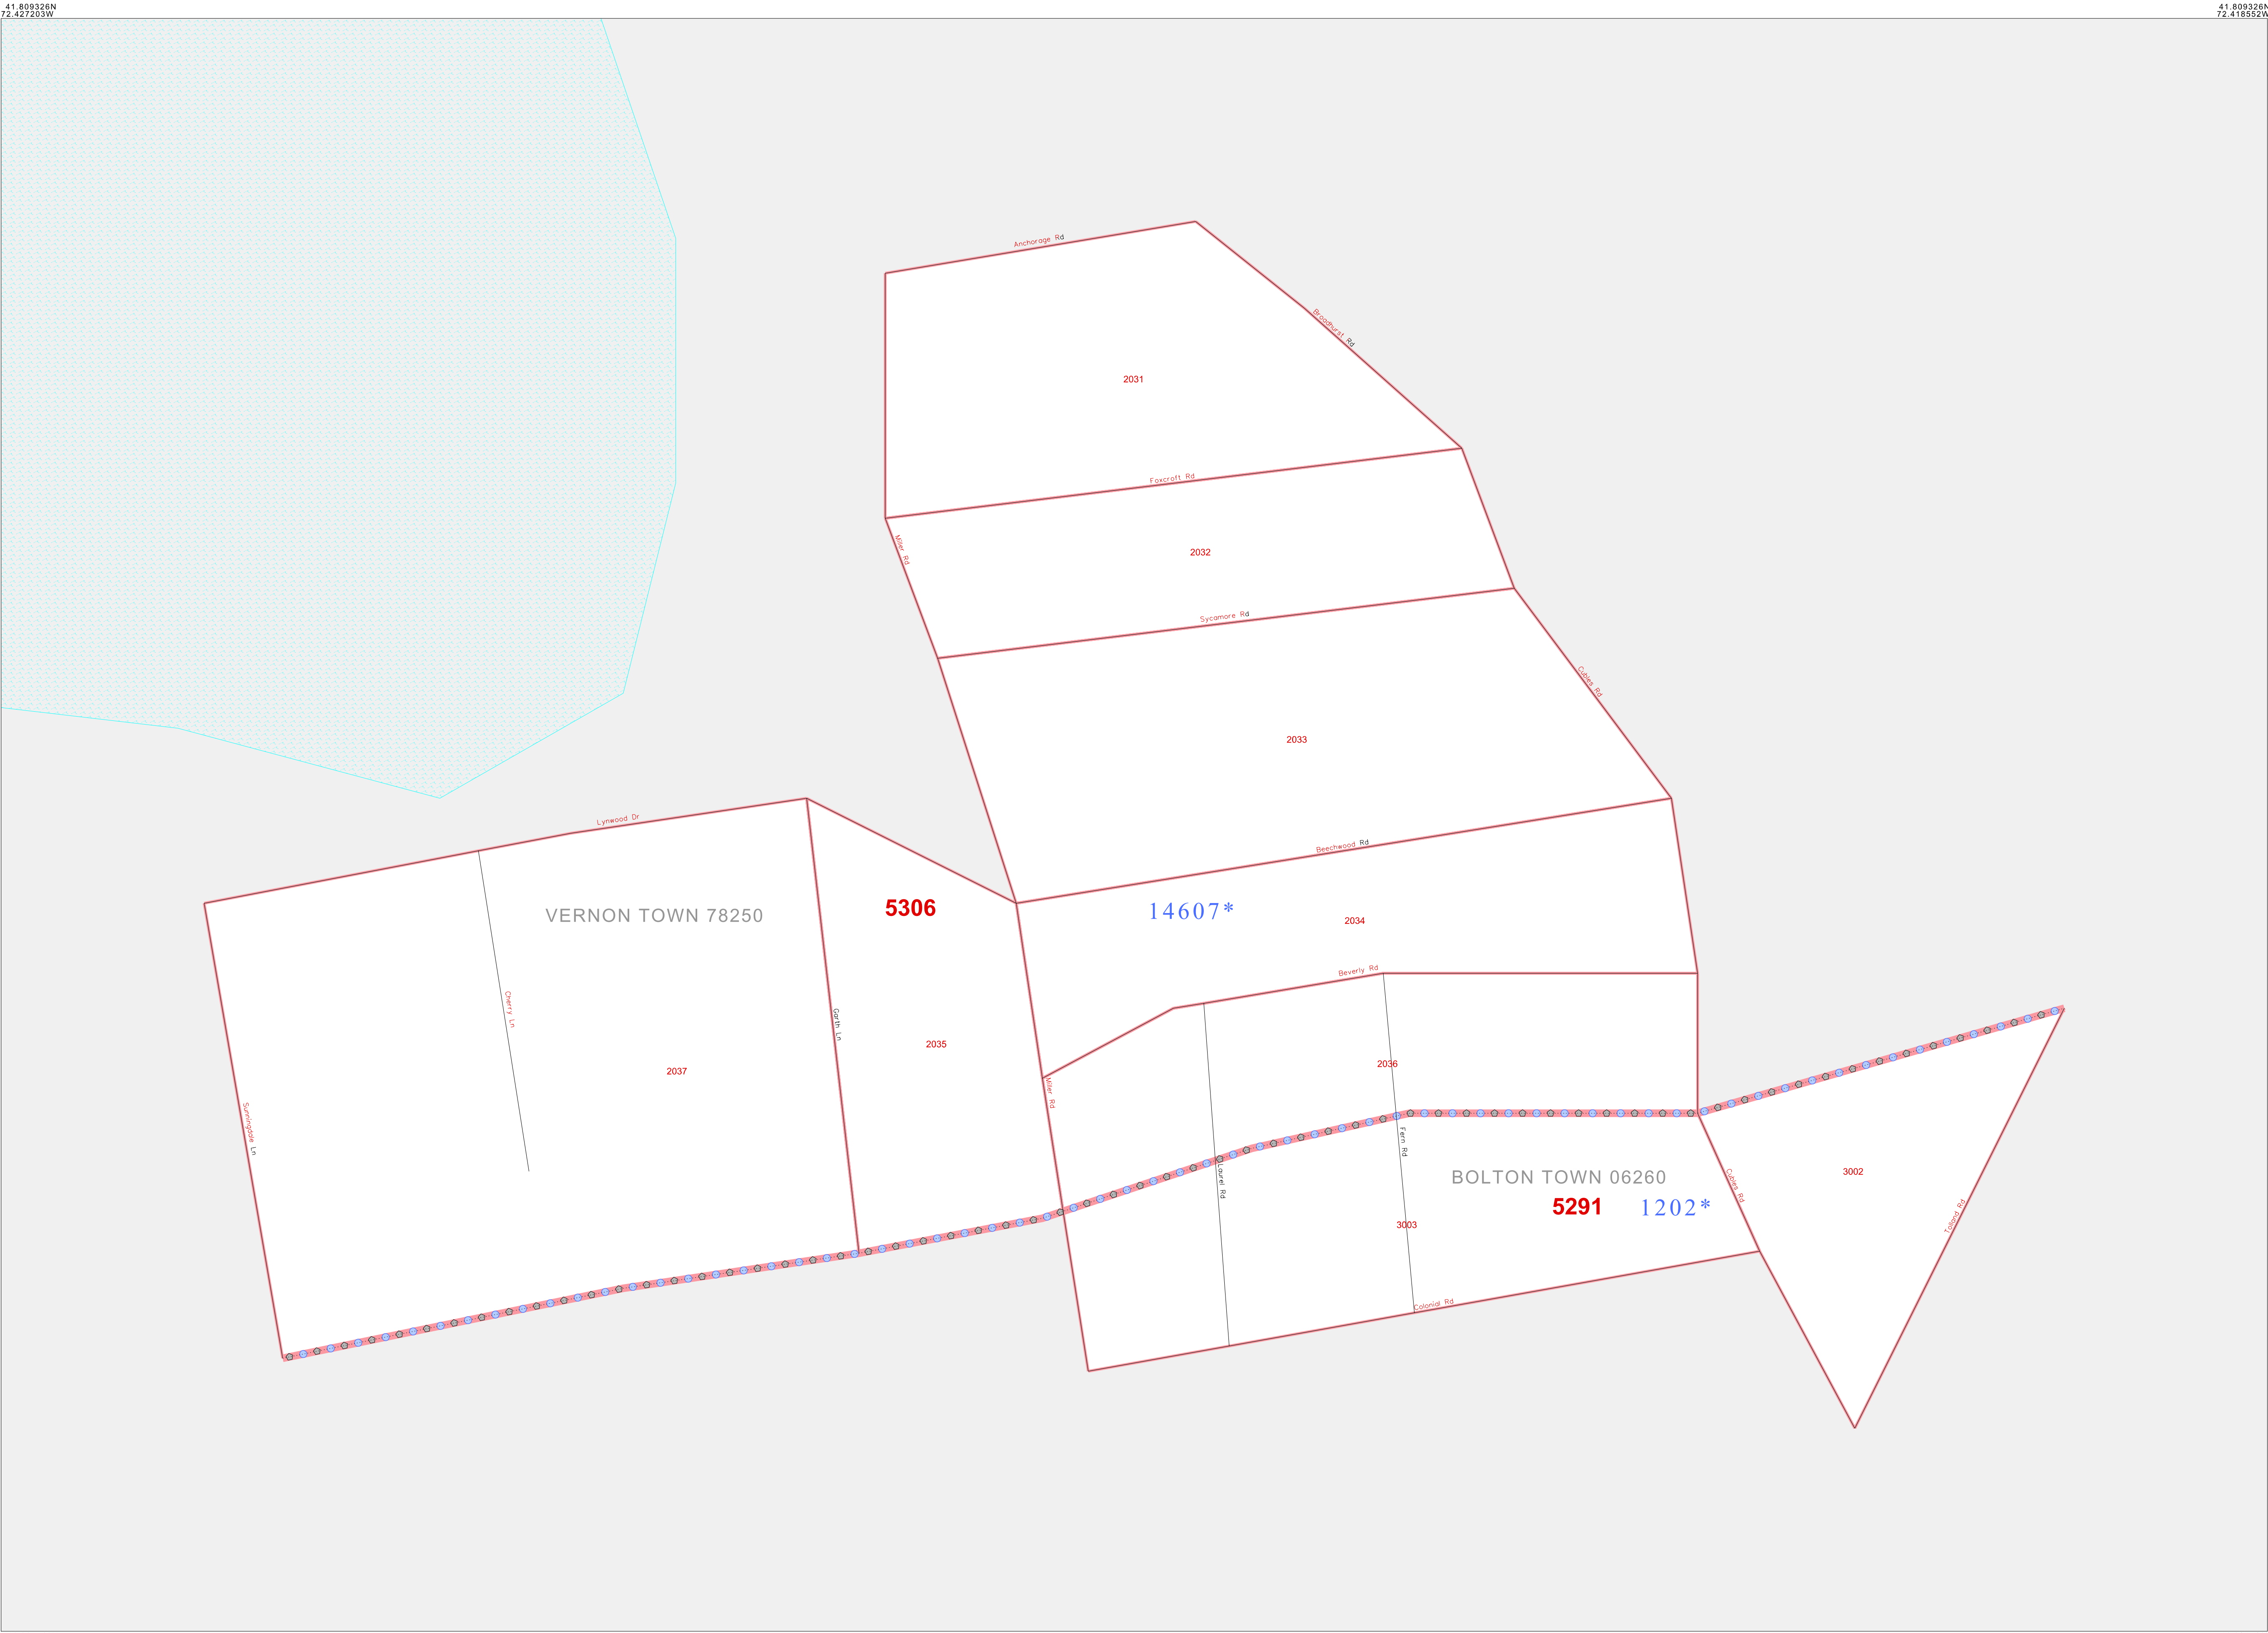 41.809326N
72.427203W
41.809326N
72.418552W
Anchorage Rd
Broadhurst Rd
2031
Foxcroft Rd
Miller Rd
2032
Sycamore Rd
Cubles Rd
2033
Lynwood Dr
Beechwood Rd
VERNON TOWN 78250
5306
14607*
2034
Beverly Rd
Cherry Ln
Garth Ln
2035
2036
2037
Miller Rd
Sunningdale Ln
Fern Rd
Laurel Rd
BOLTON TOWN 06260
3002
Cubles Rd
5291
1202*
Tolland Rd
3003
Colonial Rd